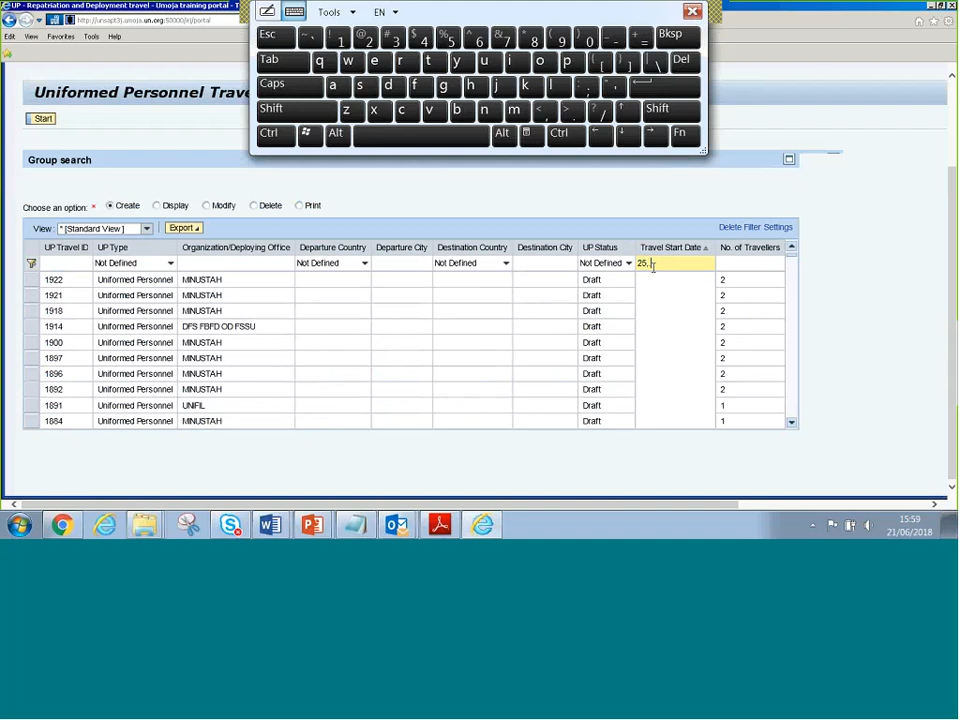 UP - Repatriation and Deployment travel - Umoja training portal - T
http://unsapt3j.umoja.un.org:50000/irj/portal
Edit View Favorites Tools Help
Tools EN
Esc ~ ` ! 1 @ 2 # 3 $ 4 % 5 ^ 6 & 7 * 8 ( 9 ) 0 _ - + = Bksp
Tab q w e r t y u i o p { [ } ] | \ Del
Caps a s d f g h j k l : ; " '
Shift z x c v b n m < , > . ? / Shift
Ctrl Alt Alt Ctrl Fn
Uniformed Personnel Trave
Start
Group search
Choose an option: * Create Display Modify Delete Print
View: * [Standard View ] Export Delete Filter Settings
UP Travel ID UP Type Organization/Deploying Office Departure Country Departure City Destination Country Destination City UP Status Travel Start Date No. of Travellers
Not Defined Not Defined Not Defined Not Defined 25.
1922 Uniformed Personnel MINUSTAH Draft 2
1921 Uniformed Personnel MINUSTAH Draft 2
1918 Uniformed Personnel MINUSTAH Draft 2
1914 Uniformed Personnel DFS FBFD OD FSSU Draft 2
1900 Uniformed Personnel MINUSTAH Draft 2
1897 Uniformed Personnel MINUSTAH Draft 2
1896 Uniformed Personnel MINUSTAH Draft 2
1892 Uniformed Personnel MINUSTAH Draft 2
1891 Uniformed Personnel UNIFIL Draft 1
1884 Uniformed Personnel MINUSTAH Draft 1
15:59
21/06/2018